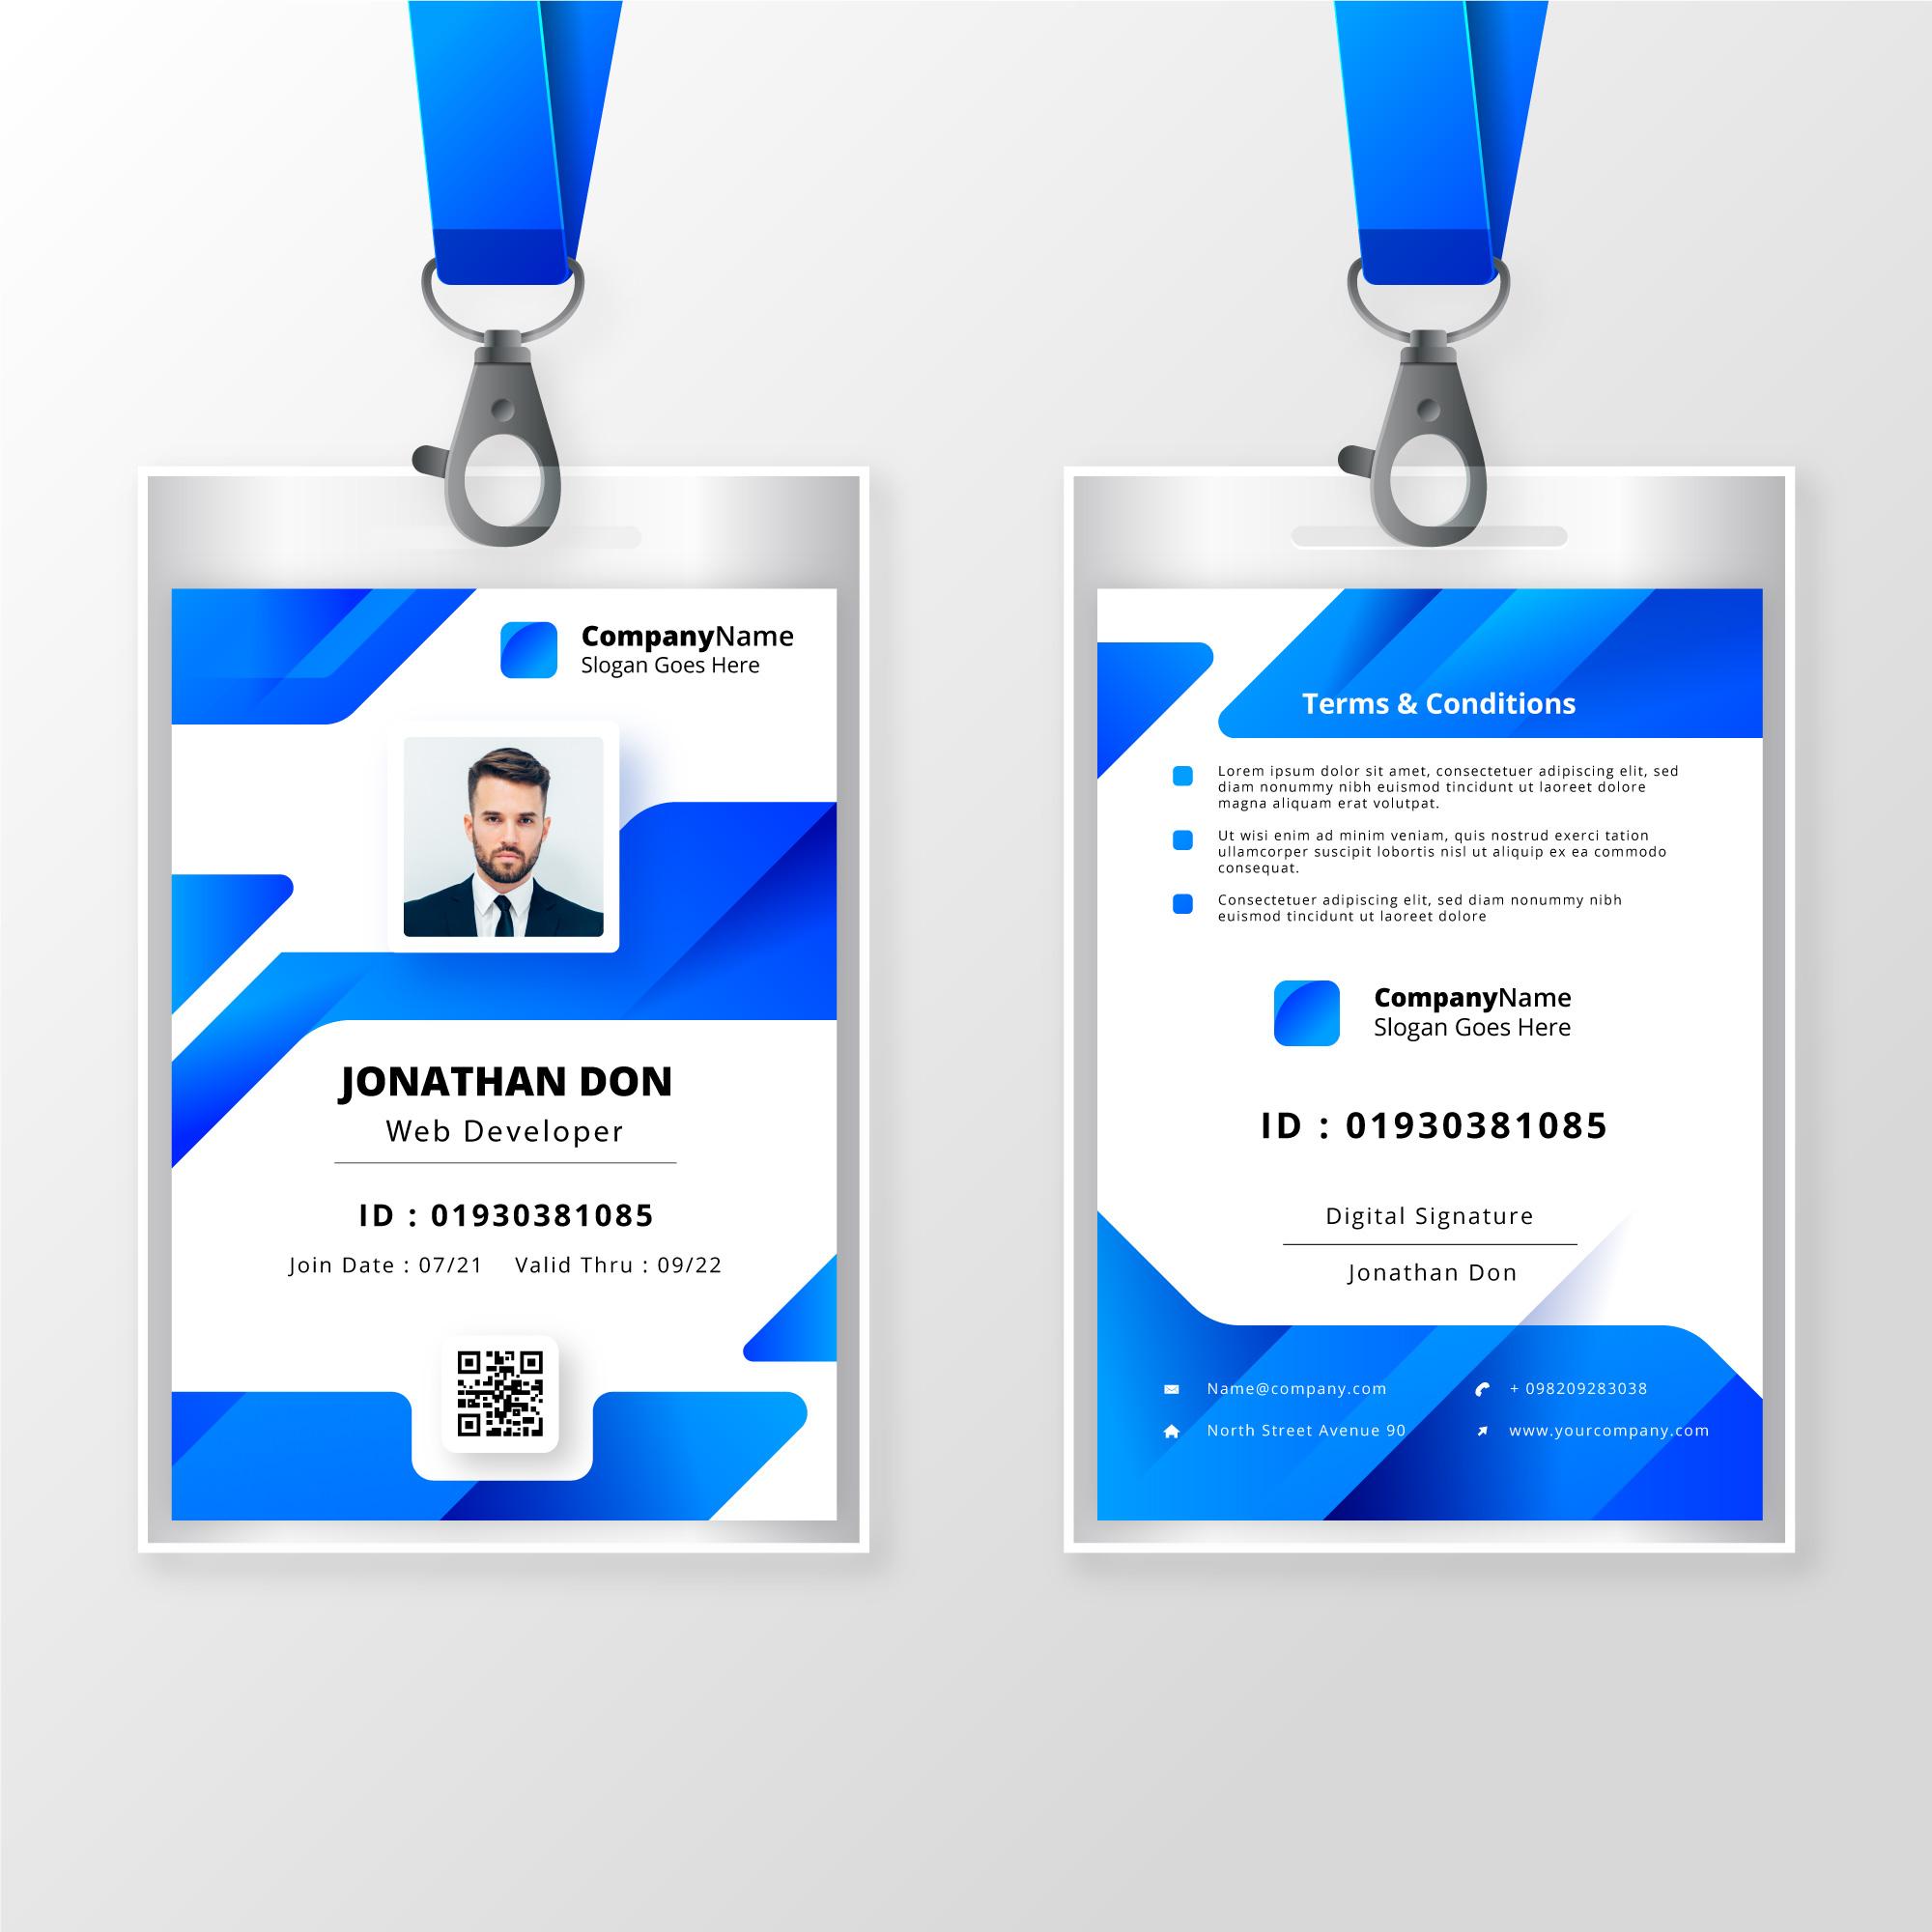 CompanyName
Slogan Goes Here
JONATHAN DON
Web Developer
ID : 01930381085
Join Date : 07/21 Valid Thru : 09/22
Terms & Conditions
Lorem ipsum dolor sit amet, consectetuer adipiscing elit, sed
diam nonummy nibh euismod tincidunt ut laoreet dolore
magna aliquam erat volutpat.
Ut wisi enim ad minim veniam, quis nostrud exerci tation
ullamcorper suscipit lobortis nisl ut aliquip ex ea commodo
consequat.
Consectetuer adipiscing elit, sed diam nonummy nibh
euismod tincidunt ut laoreet dolore
CompanyName
Slogan Goes Here
ID : 01930381085
Digital Signature
Jonathan Don
Name@company.com + 098209283038
North Street Avenue 90 www.yourcompany.com